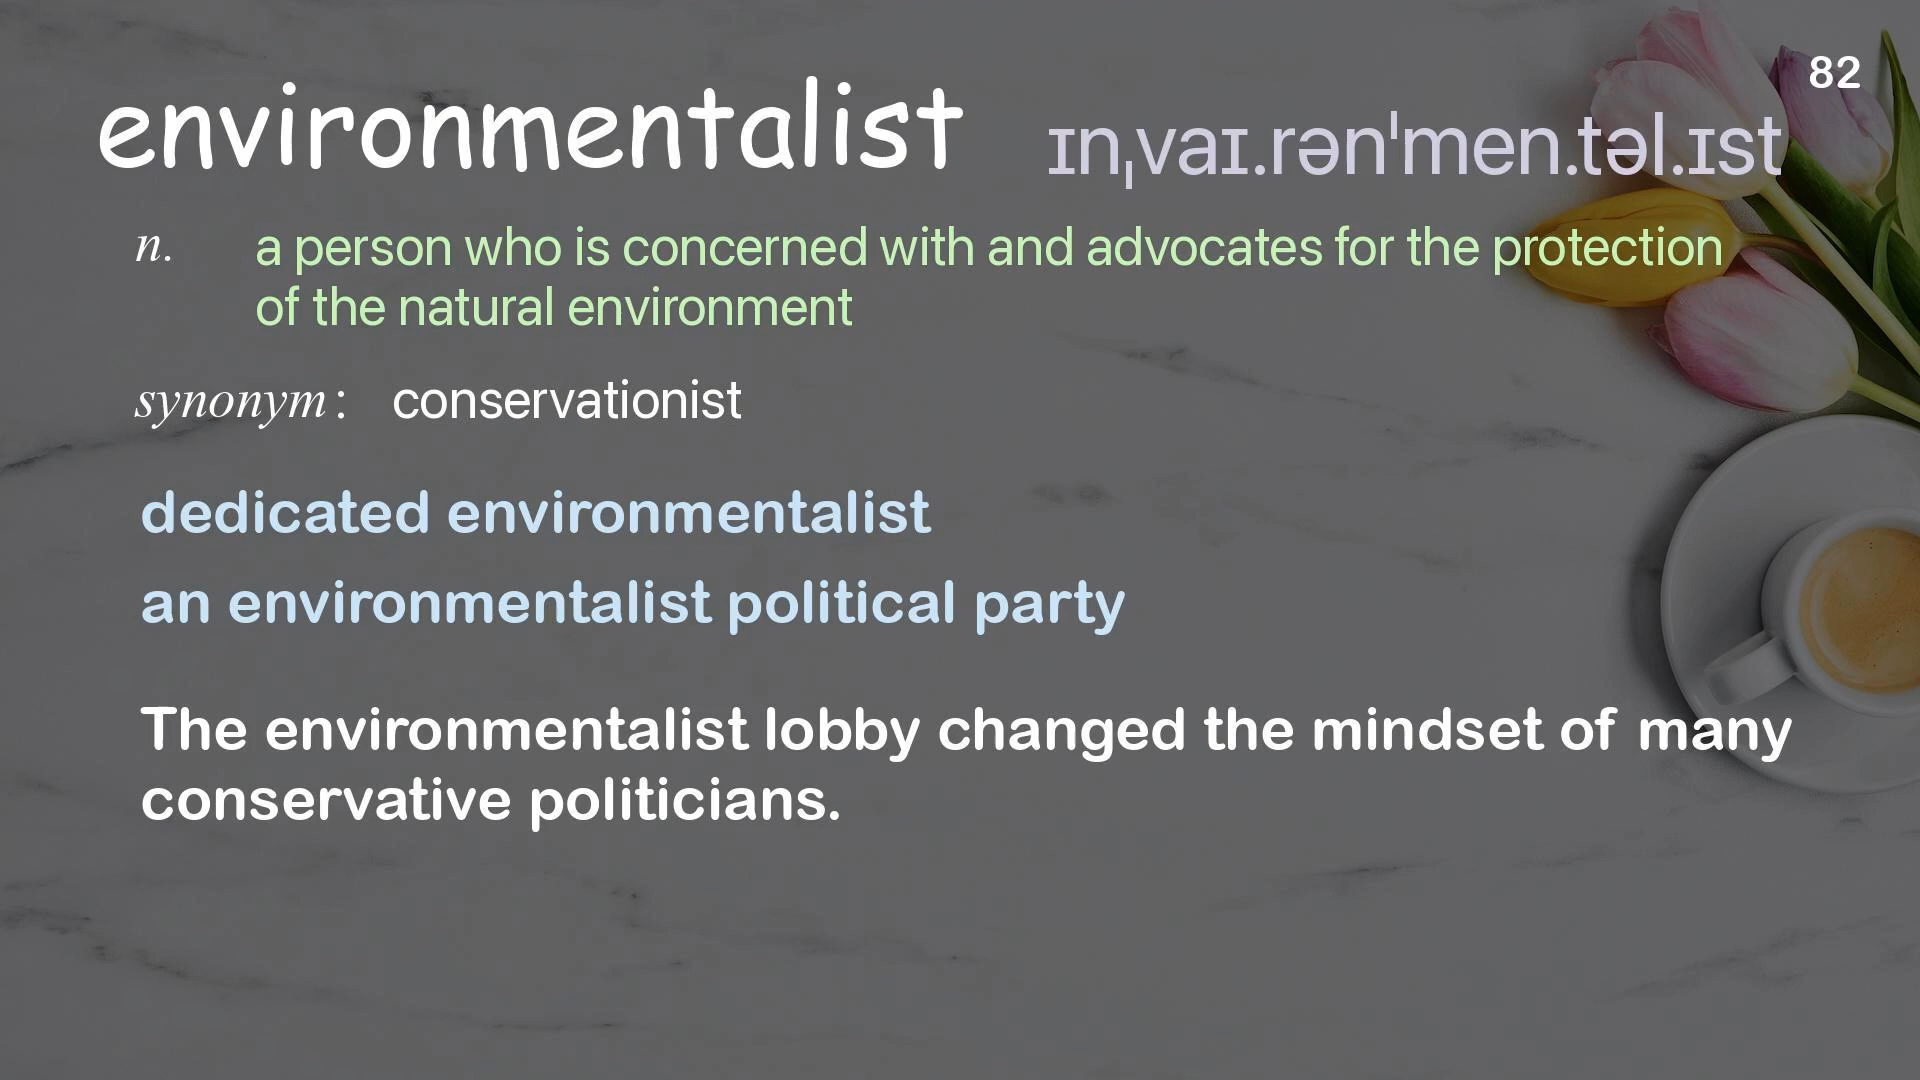 82
environmentalist ɪnˌvaɪ.rənˈmen.təl.ɪst
n. a person who is concerned with and advocates for the protection
of the natural environment
synonym: conservationist
dedicated environmentalist
an environmentalist political party
The environmentalist lobby changed the mindset of many
conservative politicians.